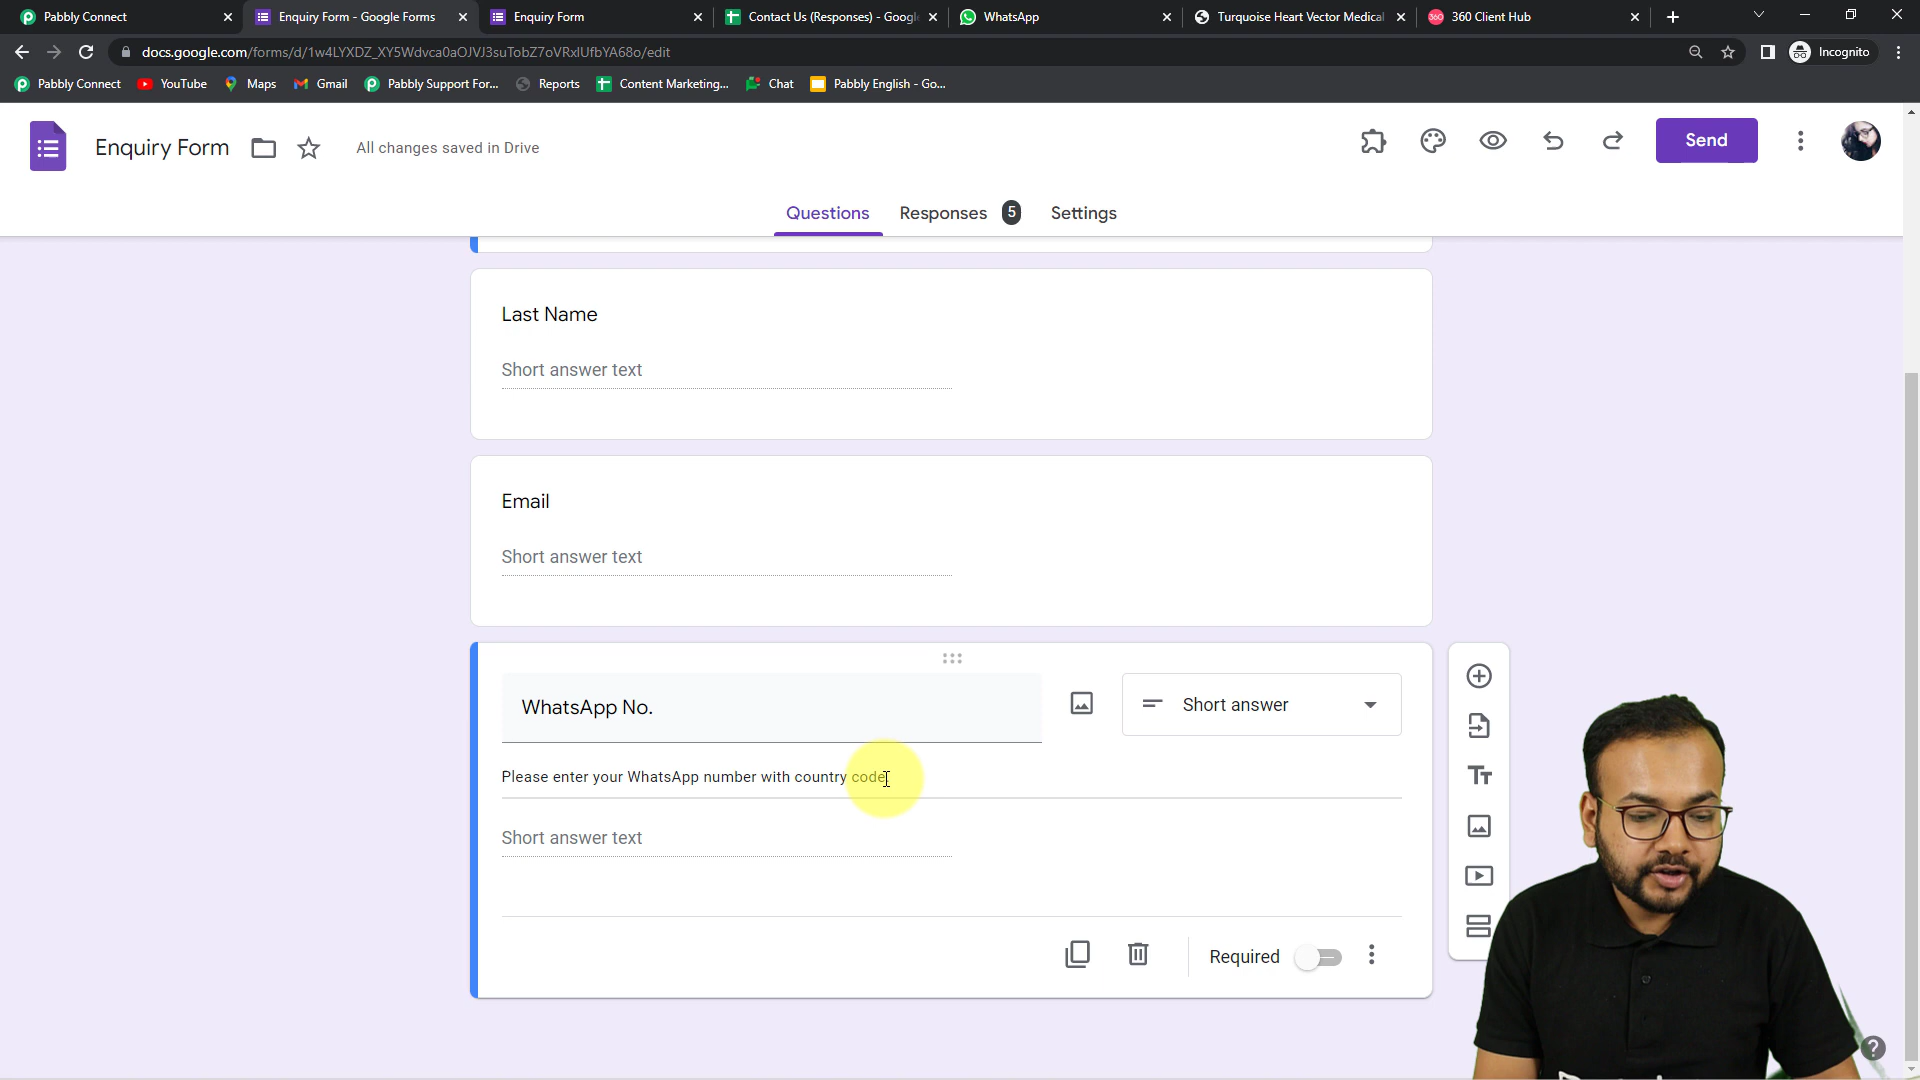 Pabbly Connect
Enquiry Form - Google Forms
Enquiry Form
Contact Us (Responses) - Googl
WhatsApp
Turquoise Heart Vector Medical
360 Client Hub
docs.google.com/forms/d/1w4LYXDZ_XY5Wdvca0aOJVJ3suTobZ7oVRxlUfbYA68o/edit
Incognito
Pabbly Connect
YouTube
Maps
Gmail
Pabbly Support For...
Reports
Content Marketing...
Chat
Pabbly English - Go...
Enquiry Form
All changes saved in Drive
Send
Questions
Responses 5
Settings
Last Name
Short answer text
Email
Short answer text
WhatsApp No.
Short answer
Please enter your WhatsApp number with country code
Short answer text
Required